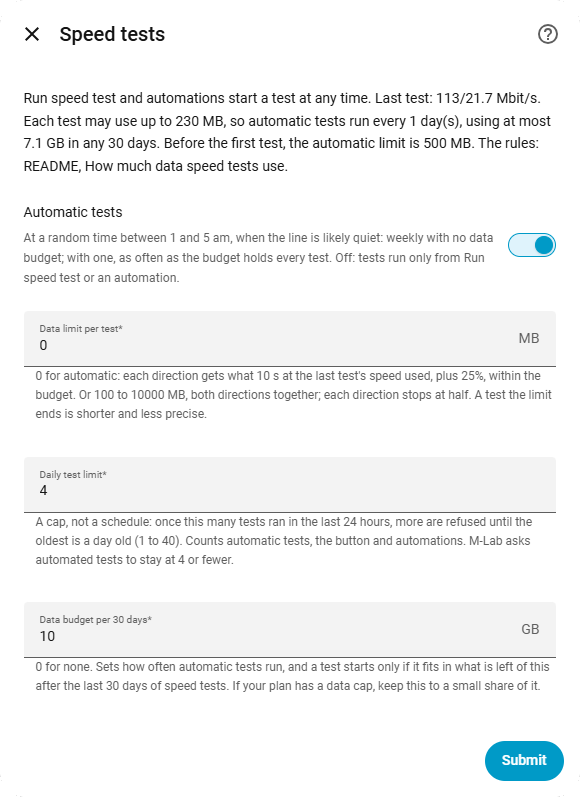 Speed tests
Run speed test and automations start a test at any time. Last test: 113/21.7 Mbit/s.
Each test may use up to 230 MB, so automatic tests run every 1 day(s), using at most
7.1 GB in any 30 days. Before the first test, the automatic limit is 500 MB. The rules:
README, How much data speed tests use.
Automatic tests
At a random time between 1 and 5 am, when the line is likely quiet: weekly with no data
budget; with one, as often as the budget holds every test. Off: tests run only from Run
speed test or an automation.
Data limit per test*
0 MB
0 for automatic: each direction gets what 10 s at the last test's speed used, plus 25%, within the
budget. Or 100 to 10000 MB, both directions together; each direction stops at half. A test the limit
ends is shorter and less precise.
Daily test limit*
4
A cap, not a schedule: once this many tests ran in the last 24 hours, more are refused until the
oldest is a day old (1 to 40). Counts automatic tests, the button and automations. M-Lab asks
automated tests to stay at 4 or fewer.
Data budget per 30 days*
10 GB
0 for none. Sets how often automatic tests run, and a test starts only if it fits in what is left of this
after the last 30 days of speed tests. If your plan has a data cap, keep this to a small share of it.
Submit